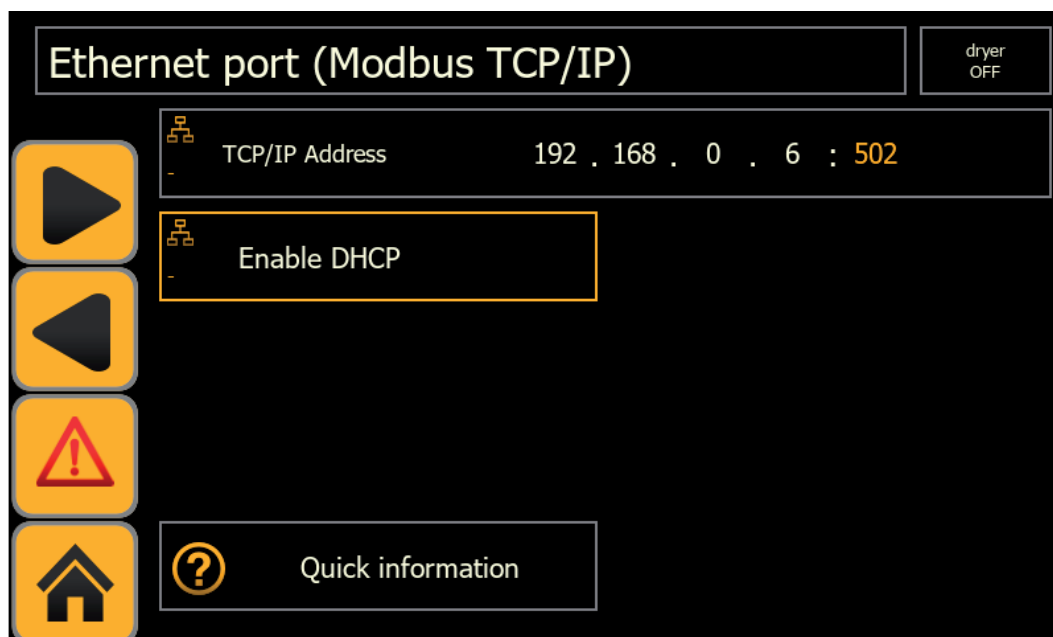 Ethernet port (Modbus TCP/IP)
dryer
OFF
TCP/IP Address 192 . 168 . 0 . 6 : 502
-
Enable DHCP
-
Quick information